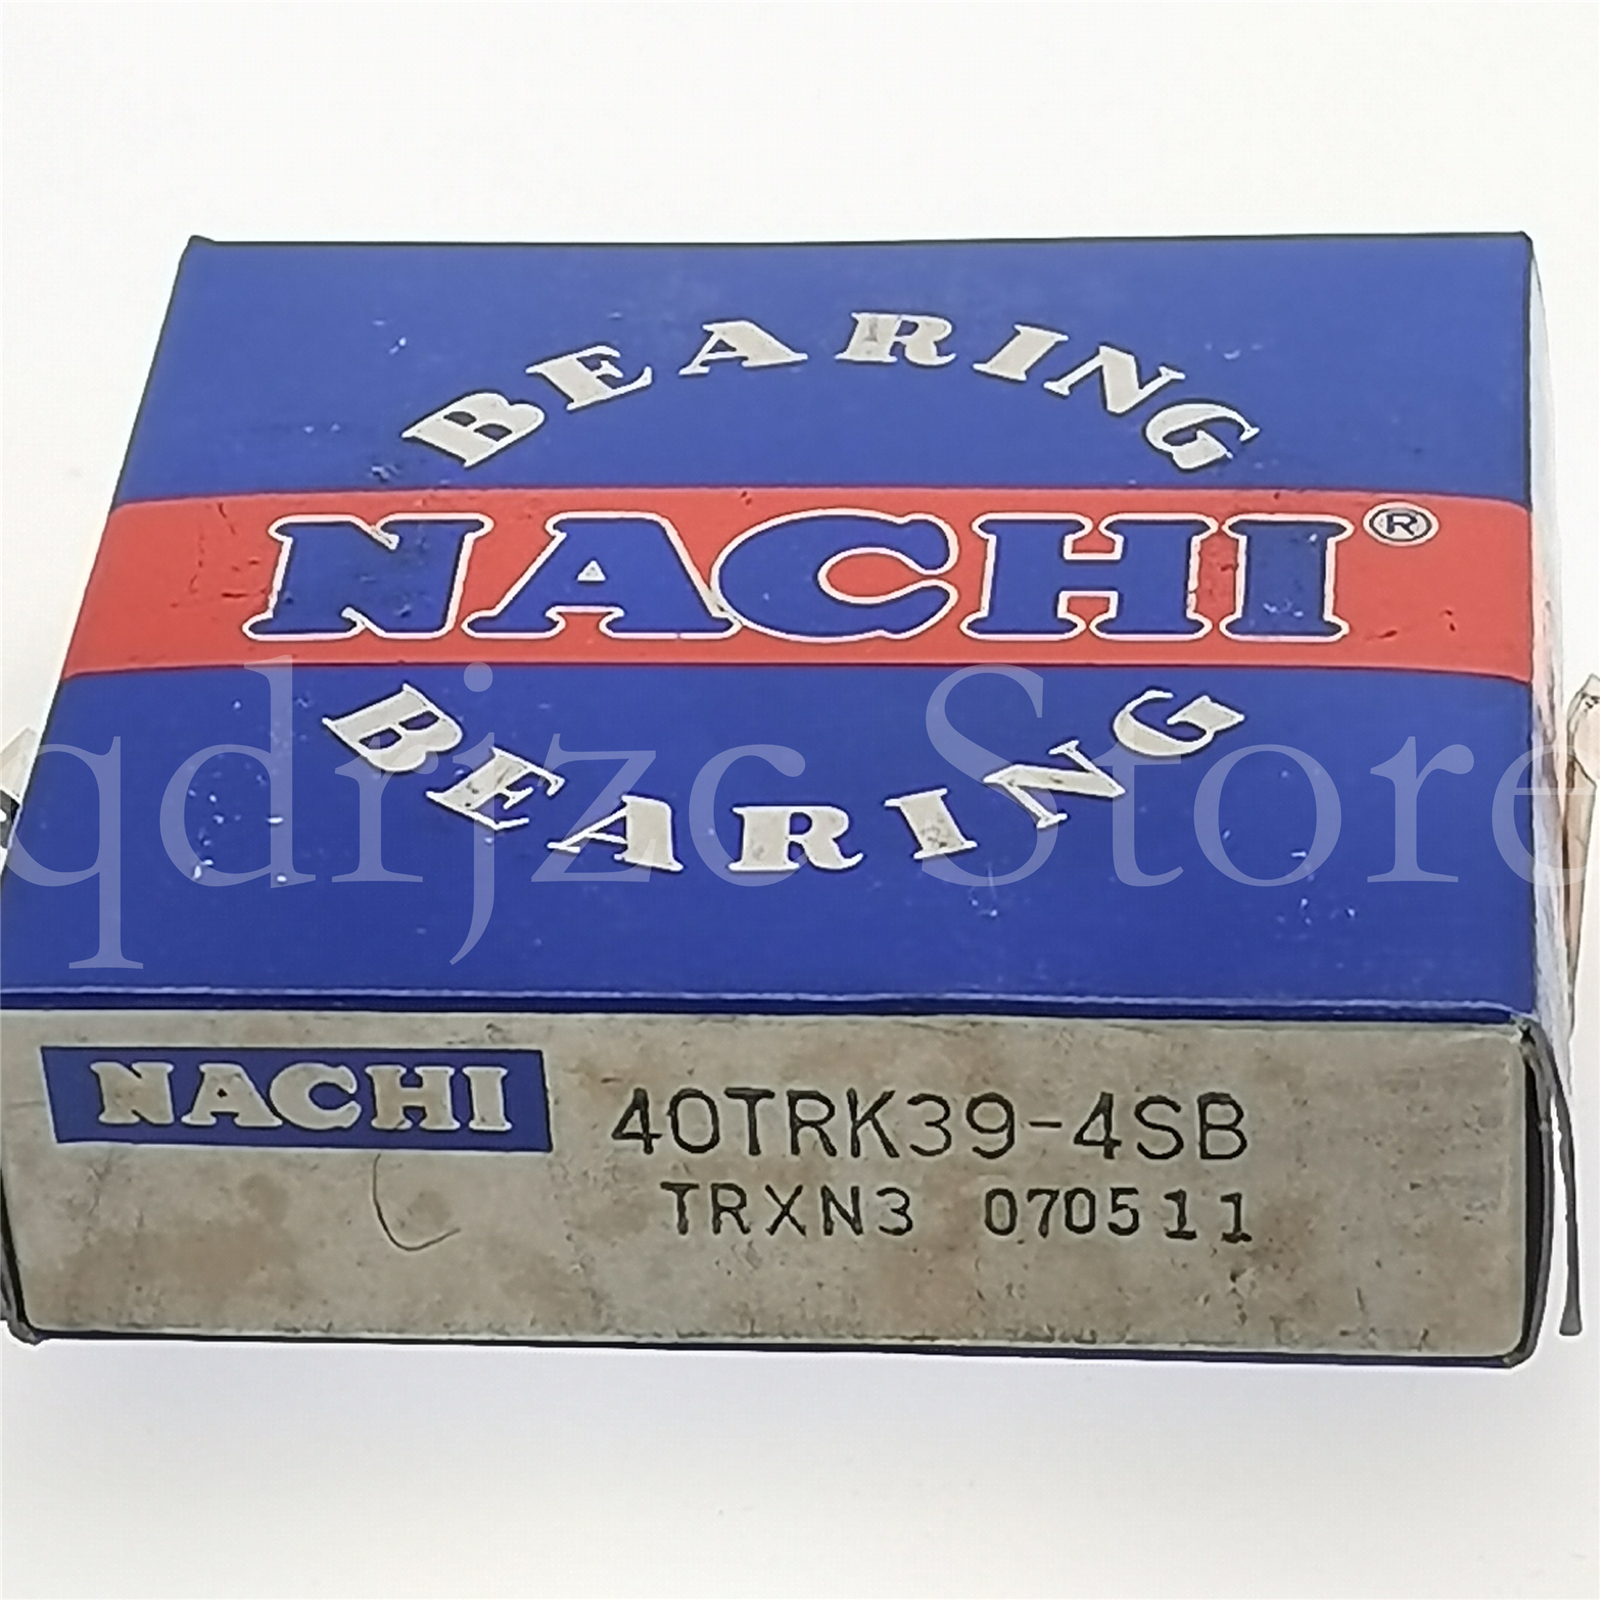 BEARING
NACHI®
BEARING
qdrjzc Store
NACHI 40TRK39-4SB
TRXN3 070511